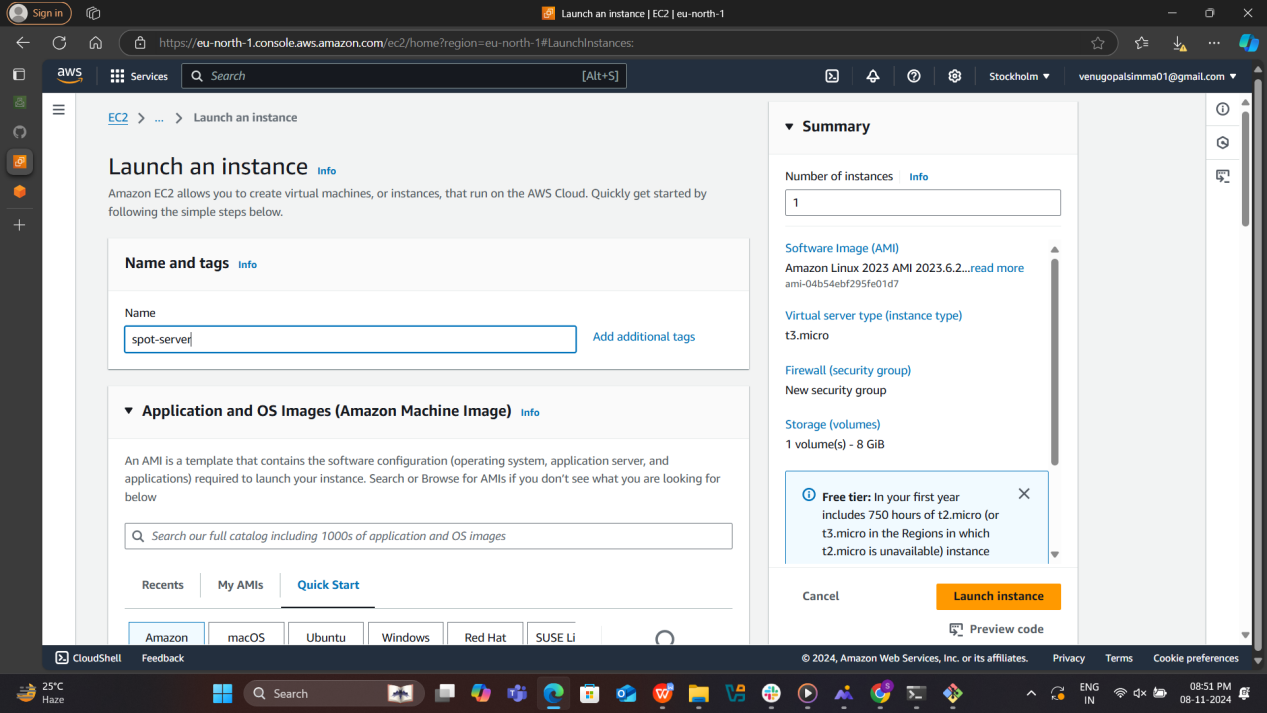 Sign in
Launch an instance | EC2 | eu-north-1
https://eu-north-1.console.aws.amazon.com/ec2/home?region=eu-north-1#LaunchInstances:
aws
Services
Search
[Alt+S]
Stockholm ▼
venugopalsimma01@gmail.com ▼
EC2
...
Launch an instance
Launch an instance Info
Amazon EC2 allows you to create virtual machines, or instances, that run on the AWS Cloud. Quickly get started by
following the simple steps below.
Name and tags Info
Name
spot-server
Add additional tags
Application and OS Images (Amazon Machine Image) Info
An AMI is a template that contains the software configuration (operating system, application server, and
applications) required to launch your instance. Search or Browse for AMIs if you don't see what you are looking for
below
Search our full catalog including 1000s of application and OS images
Recents
My AMIs
Quick Start
Amazon
macOS
Ubuntu
Windows
Red Hat
SUSE Li
Summary
Number of instances Info
1
Software Image (AMI)
Amazon Linux 2023 AMI 2023.6.2...read more
ami-04b54ebf295fe01d7
Virtual server type (instance type)
t3.micro
Firewall (security group)
New security group
Storage (volumes)
1 volume(s) - 8 GiB
Free tier: In your first year
includes 750 hours of t2.micro (or
t3.micro in the Regions in which
t2.micro is unavailable) instance
Cancel
Launch instance
Preview code
CloudShell
Feedback
© 2024, Amazon Web Services, Inc. or its affiliates.
Privacy
Terms
Cookie preferences
25°C
Haze
Search
ENG
IN
08:51 PM
08-11-2024